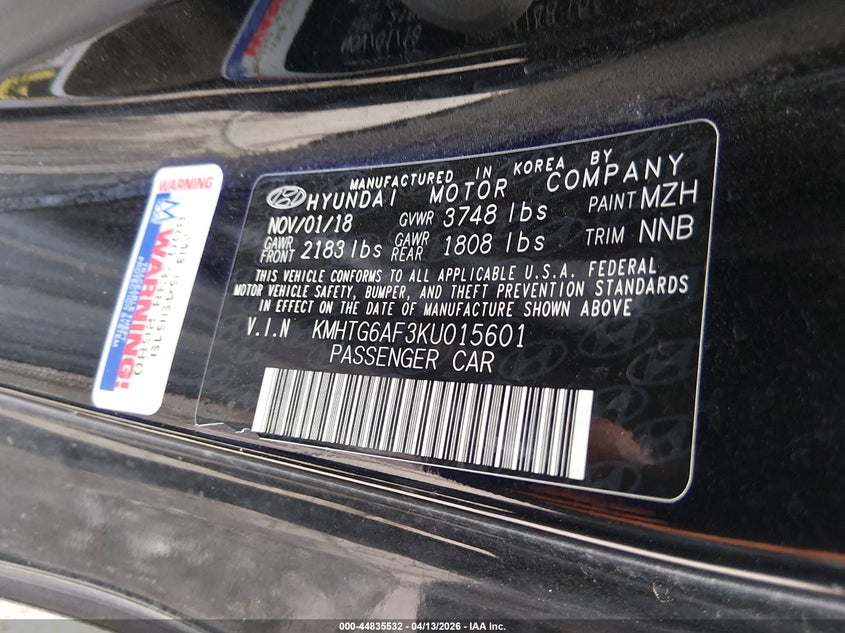 MANUFACTURED IN KOREA BY
HYUNDAI MOTOR COMPANY
NOV/01/18 GVWR 3748 lbs PAINT MZH
GAWR FRONT 2183 lbs GAWR REAR 1808 lbs TRIM NNB
THIS VEHICLE CONFORMS TO ALL APPLICABLE U.S.A. FEDERAL
MOTOR VEHICLE SAFETY, BUMPER, AND THEFT PREVENTION STANDARDS
IN EFFECT ON THE DATE OF MANUFACTURE SHOWN ABOVE
V.I.N KMHTG6AF3KU015601
PASSENGER CAR
WARNING
WARNING!
TRACEABLE THEFT
PROTECTION
000-44835532 — 04/13/2026 — IAA Inc.